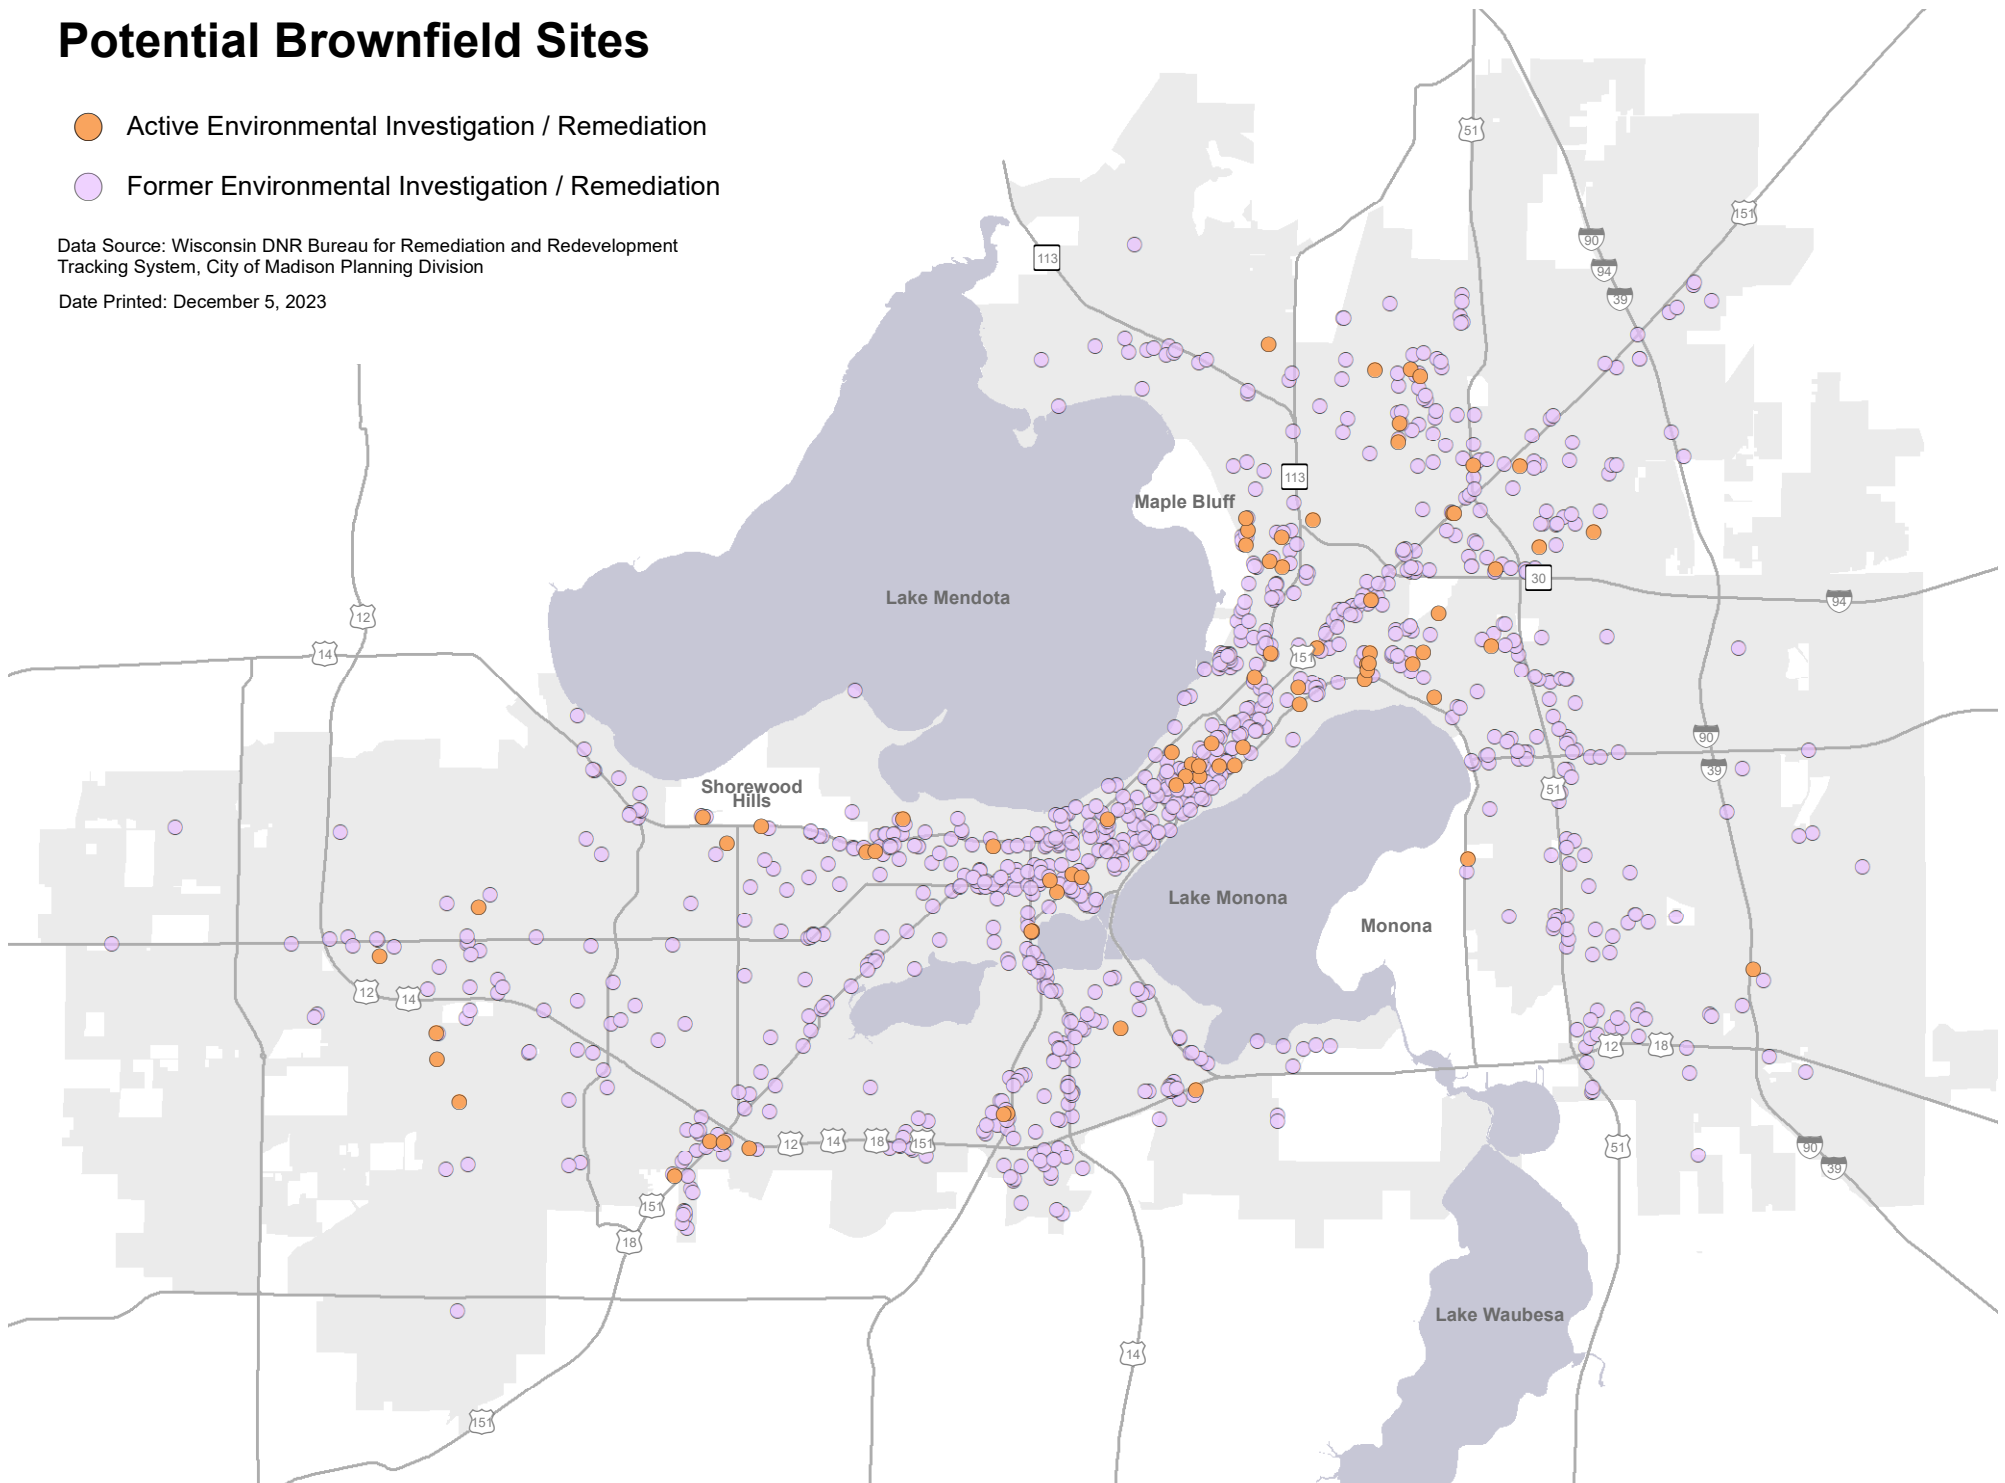 Potential Brownfield Sites
Active Environmental Investigation / Remediation
Former Environmental Investigation / Remediation
Data Source: Wisconsin DNR Bureau for Remediation and Redevelopment
Tracking System, City of Madison Planning Division
Date Printed: December 5, 2023
51
151
90
94
39
113
113
Maple Bluff
30
94
Lake Mendota
12
14
151
90
39
51
Shorewood
Hills
Lake Monona
Monona
12
14
12
18
12
14
18
151
51
90
39
151
18
Lake Waubesa
14
151